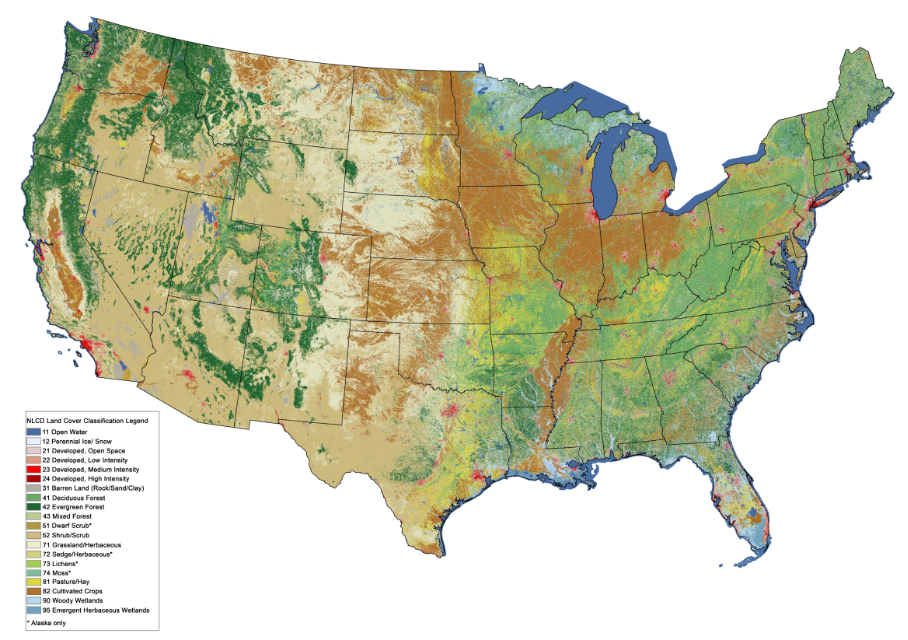 NLCD Land Cover Classification Legend
11 Open Water
12 Perennial Ice/ Snow
21 Developed, Open Space
22 Developed, Low Intensity
23 Developed, Medium Intensity
24 Developed, High Intensity
31 Barren Land (Rock/Sand/Clay)
41 Deciduous Forest
42 Evergreen Forest
43 Mixed Forest
51 Dwarf Scrub*
52 Shrub/Scrub
71 Grassland/Herbaceous
72 Sedge/Herbaceous*
73 Lichens*
74 Moss*
81 Pasture/Hay
82 Cultivated Crops
90 Woody Wetlands
95 Emergent Herbaceous Wetlands
* Alaska only